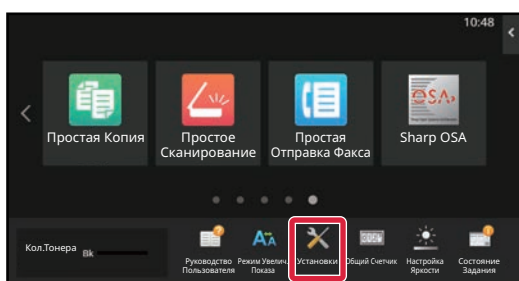 10:48
Простая Копия
Простое
Сканирование
Простая
Отправка Факса
Sharp OSA
Кол.Тонера
Bk
Руководство
Пользователя
Режим Увелич.
Показа
Установки
Общий Счетчик
Настройка
Яркости
Состояние
Задания